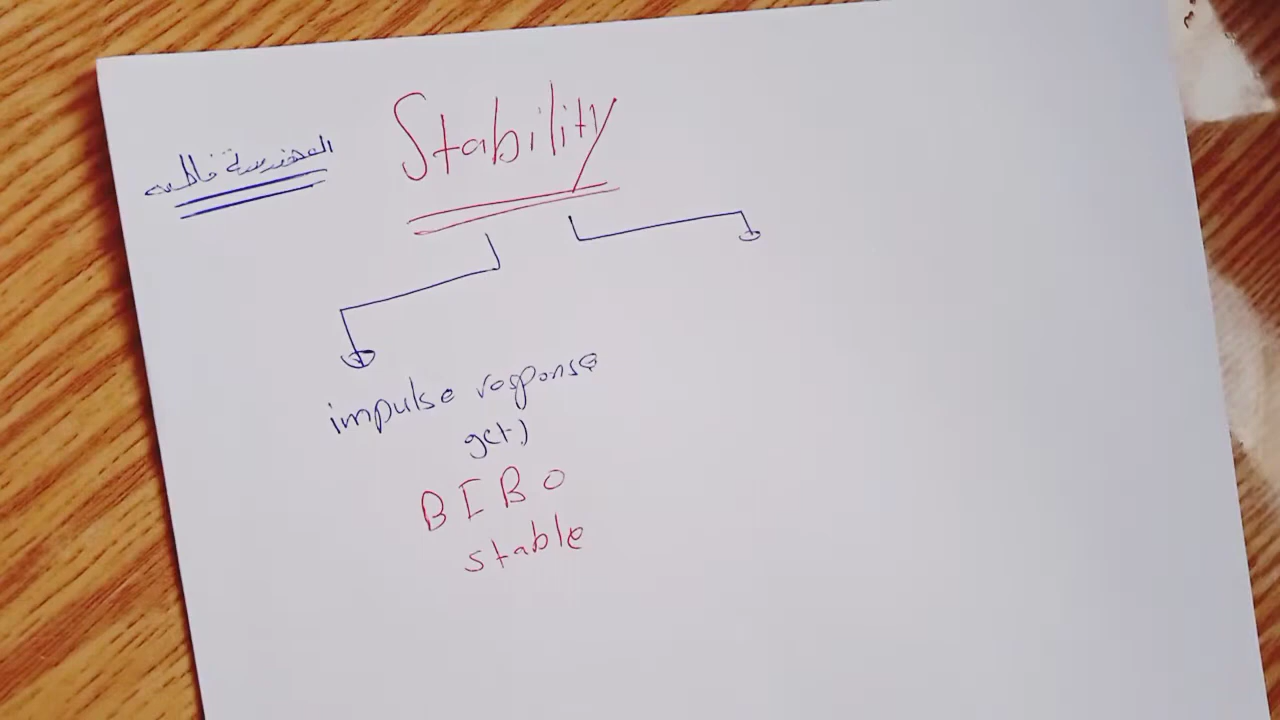 Stability
المهندسة فاطمه
impulse response
g(t)
BIBO
stable